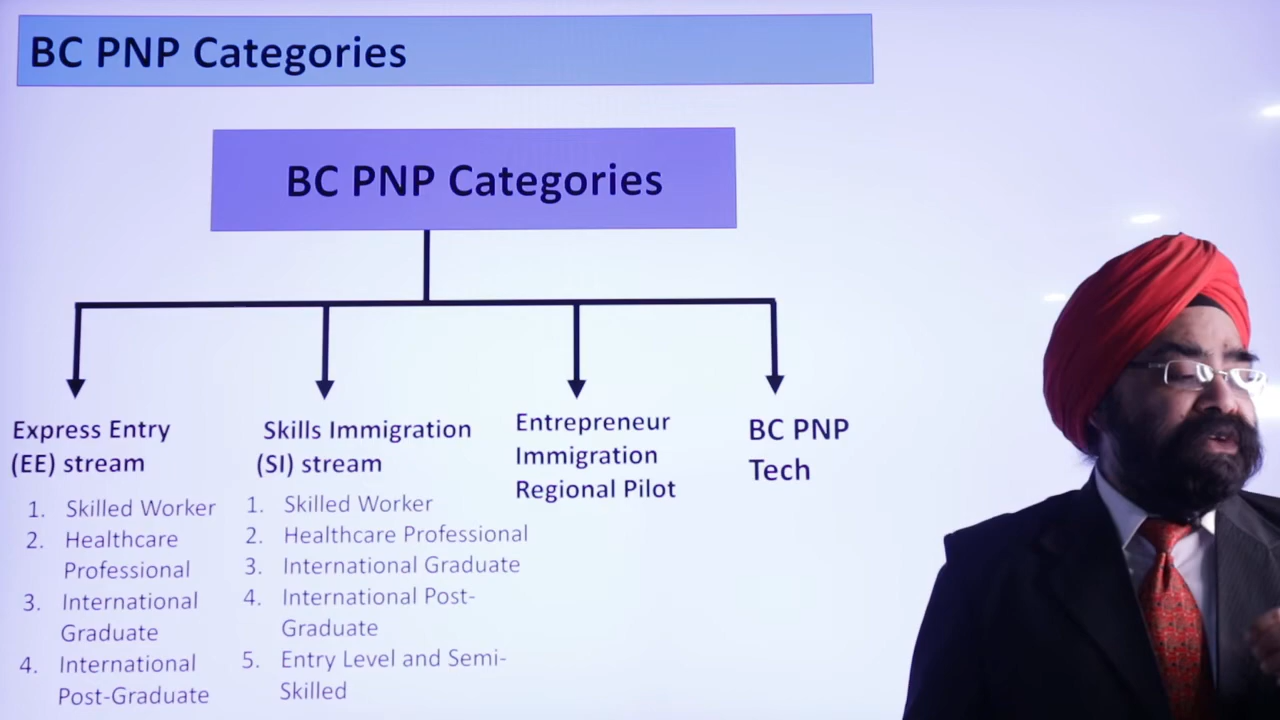 BC PNP Categories
BC PNP Categories
Express Entry
(EE) stream
1. Skilled Worker
2. Healthcare
Professional
3. International
Graduate
4. International
Post-Graduate
Skills Immigration
(SI) stream
1. Skilled Worker
2. Healthcare Professional
3. International Graduate
4. International Post-
Graduate
5. Entry Level and Semi-
Skilled
Entrepreneur
Immigration
Regional Pilot
BC PNP
Tech